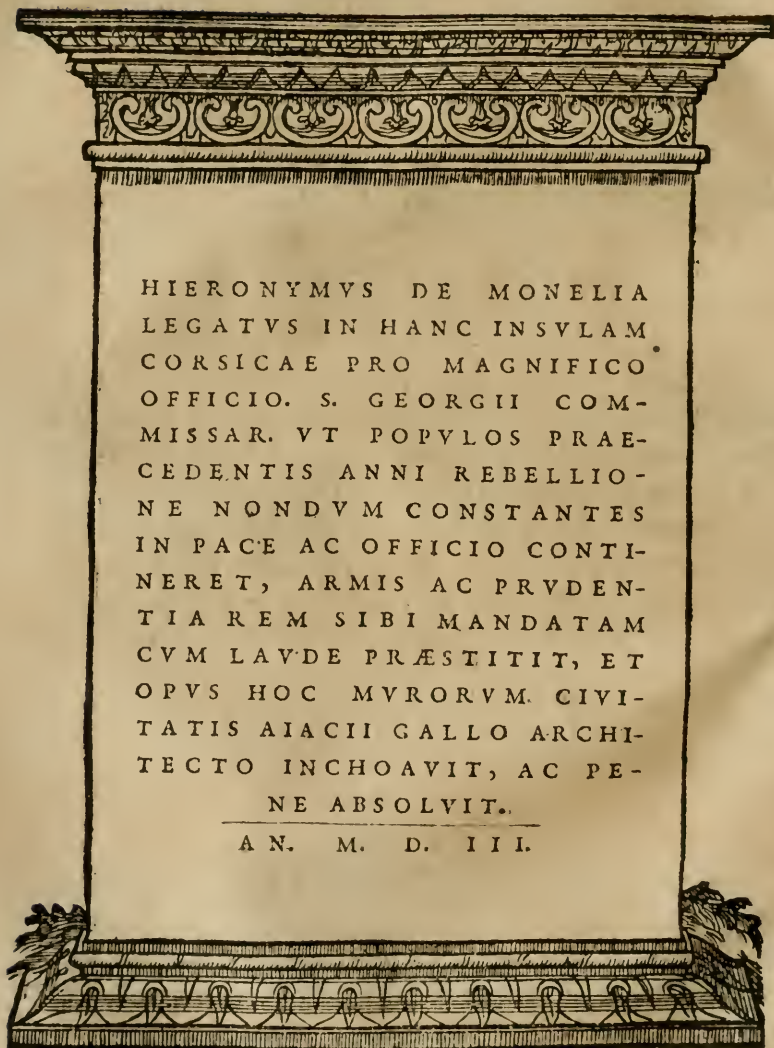 HIERONYMVS DE MONELIA
LEGATVS IN HANC INSVLAM
CORSICAE PRO MAGNIFICO
OFFICIO. S. GEORGII COM-
MISSAR. VT POPVLOS PRAE-
CEDENTIS ANNI REBELLIO-
NE NONDVM CONSTANTES
IN PACE AC OFFICIO CONTI-
NERET, ARMIS AC PRVDEN-
TIA REM SIBI MANDATAM
CVM LAVDE PRÆSTITIT, ET
OPVS HOC MVRORVM CIVI-
TATIS AIACII GALLO ARCHI-
TECTO INCHOAVIT, AC PE-
NE ABSOLVIT.
AN. M. D. III.